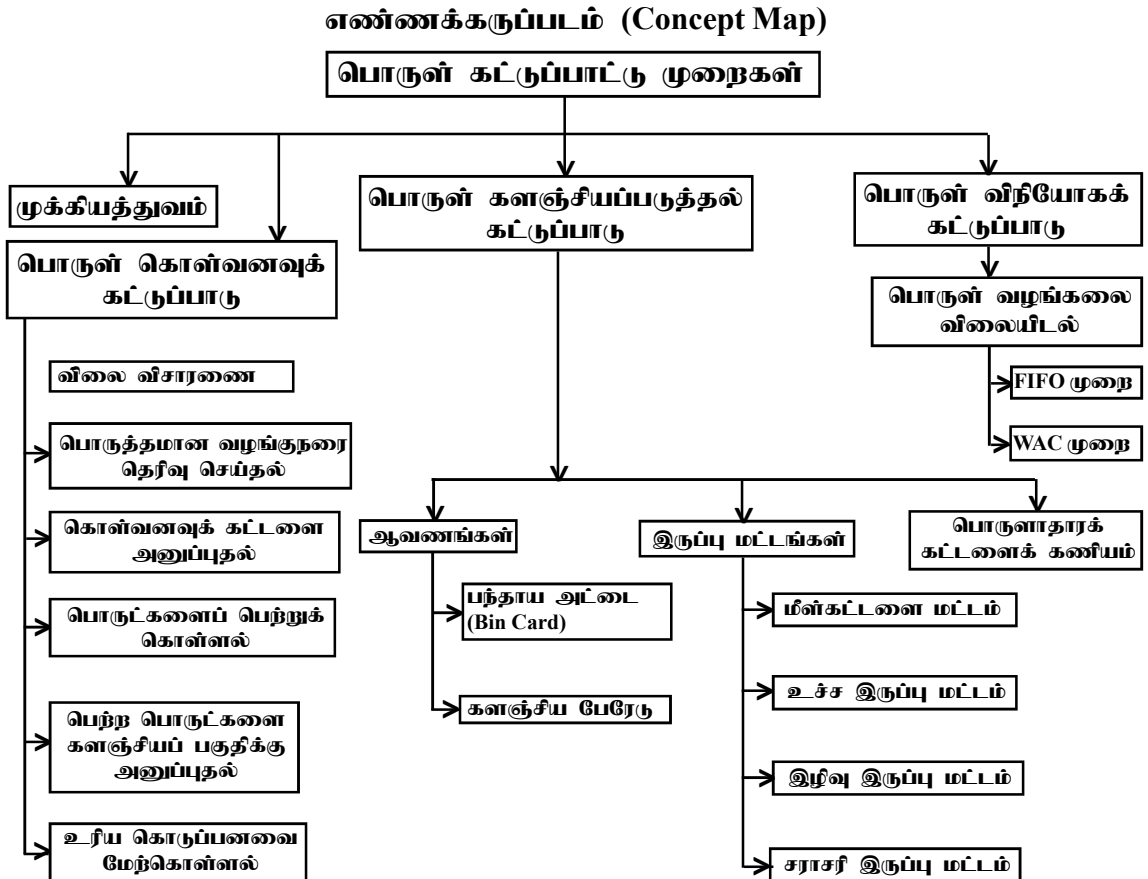 எண்ணக்கருப்படம் (Concept Map)
பொருள் கட்டுப்பாட்டு முறைகள்
முக்கியத்துவம்
பொருள் கொள்வனவுக்
கட்டுப்பாடு
விலை விசாரணை
பொருத்தமான வழங்குநரை
தெரிவு செய்தல்
கொள்வனவுக் கட்டளை
அனுப்புதல்
பொருட்களைப் பெற்றுக்
கொள்ளல்
பெற்ற பொருட்களை
களஞ்சியப் பகுதிக்கு
அனுப்புதல்
உரிய கொடுப்பனவை
மேற்கொள்ளல்
பொருள் களஞ்சியப்படுத்தல்
கட்டுப்பாடு
ஆவணங்கள்
பந்தாய அட்டை
(Bin Card)
களஞ்சிய பேரேடு
இருப்பு மட்டங்கள்
மீள்கட்டளை மட்டம்
உச்ச இருப்பு மட்டம்
இழிவு இருப்பு மட்டம்
சராசரி இருப்பு மட்டம்
பொருளாதாரக்
கட்டளைக் கணியம்
பொருள் விநியோகக்
கட்டுப்பாடு
பொருள் வழங்கலை
விலையிடல்
FIFO முறை
WAC முறை